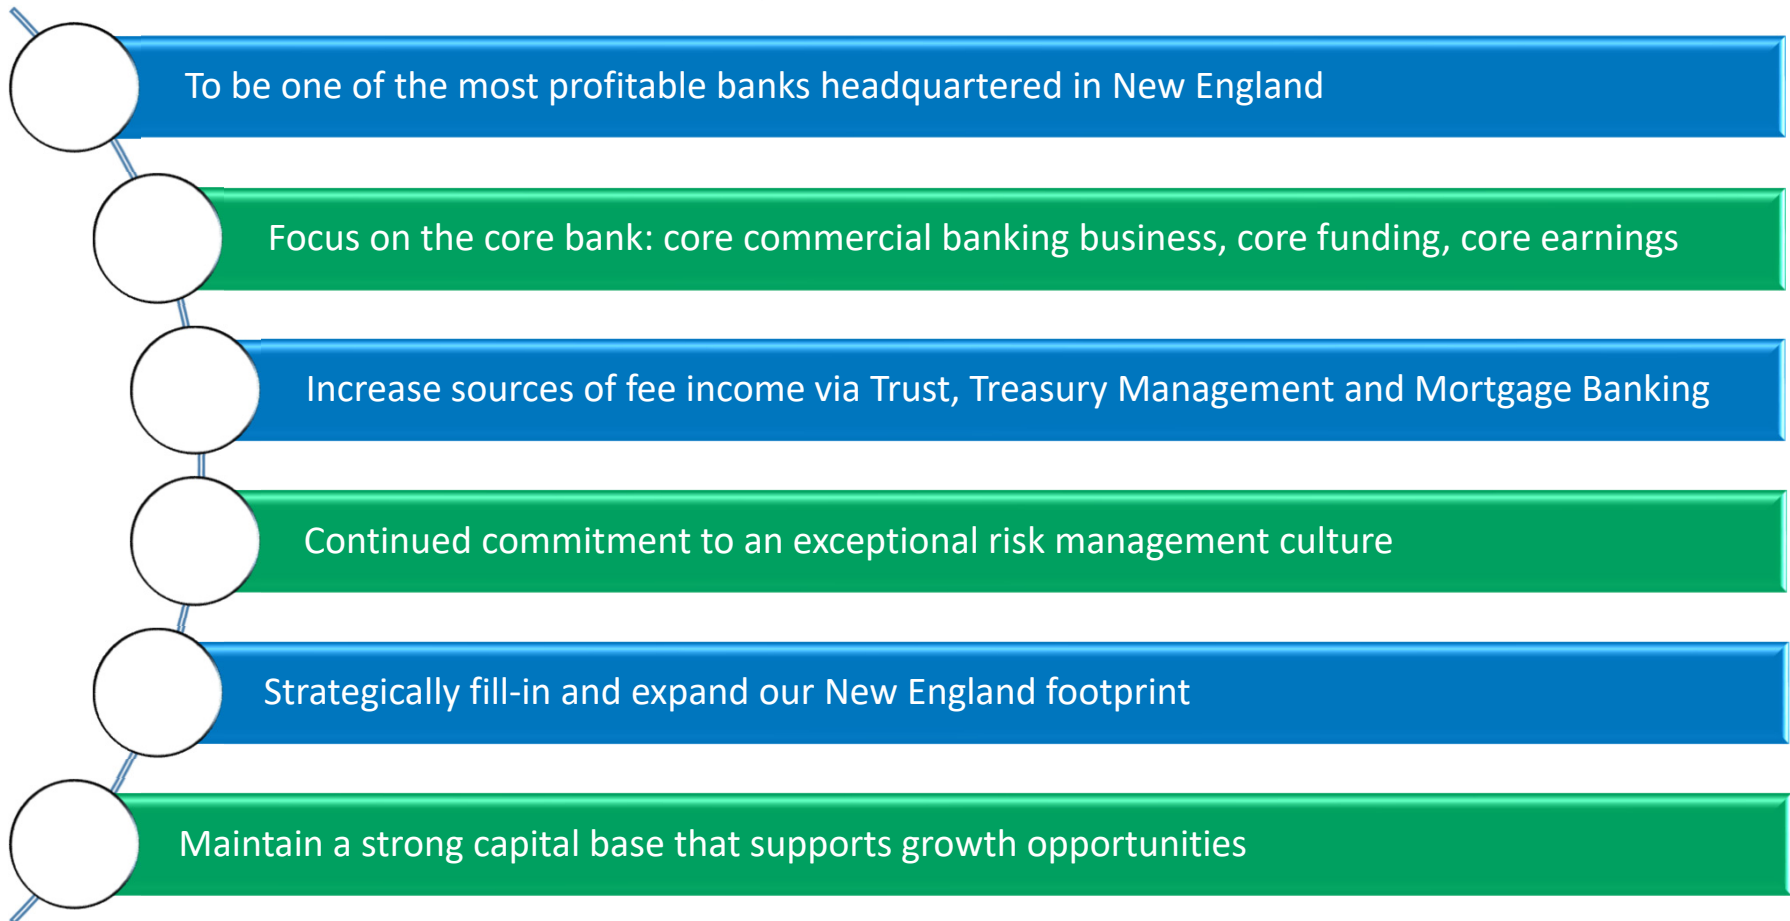 To be one of the most profitable banks headquartered in New England
Focus on the core bank: core commercial banking business, core funding, core earnings
Increase sources of fee income via Trust, Treasury Management and Mortgage Banking
Continued commitment to an exceptional risk management culture
Strategically fill-in and expand our New England footprint
Maintain a strong capital base that supports growth opportunities